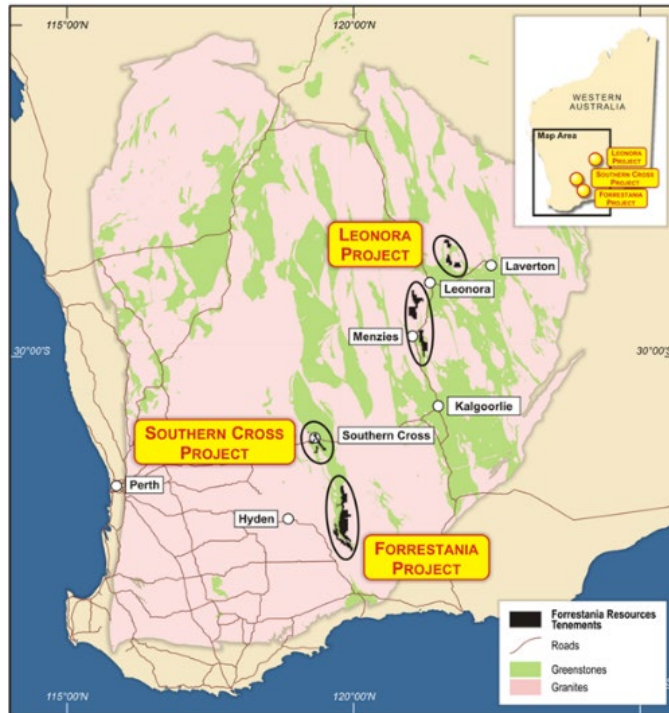 115°00"N
120°00"N
WESTERN
AUSTRALIA
Map Area
LEONORA
PROJECT
SOUTHERN CROSS
PROJECT
FORRESTANIA
PROJECT
LEONORA
PROJECT
Laverton
Leonora
Menzies
30°00"S
30°00"S
Kalgoorlie
SOUTHERN CROSS
PROJECT
Southern Cross
Perth
Hyden
FORRESTANIA
PROJECT
Forrestania Resources
Tenements
Roads
Greenstones
Granites
115°00"N
120°00"N